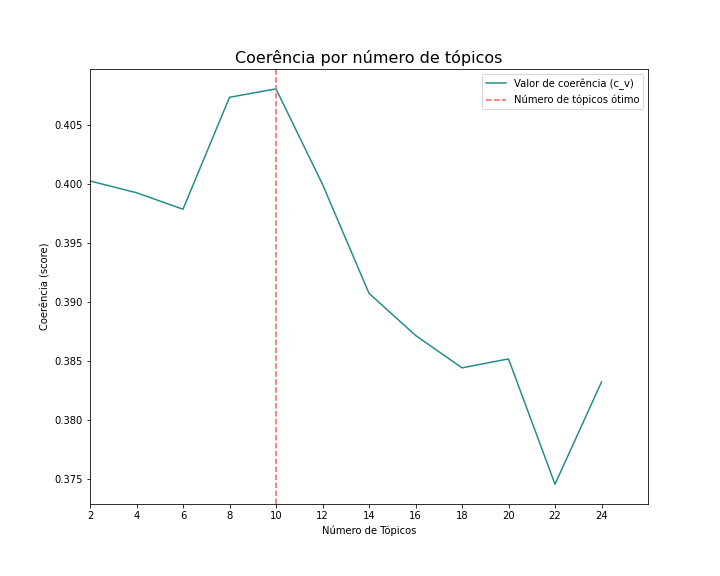 Coerência por número de tópicos
Valor de coerência (c_v)
Número de tópicos ótimo
0.405
0.400
0.395
0.390
0.385
0.380
0.375
Coerência (score)
2 4 6 8 10 12 14 16 18 20 22 24
Número de Tópicos